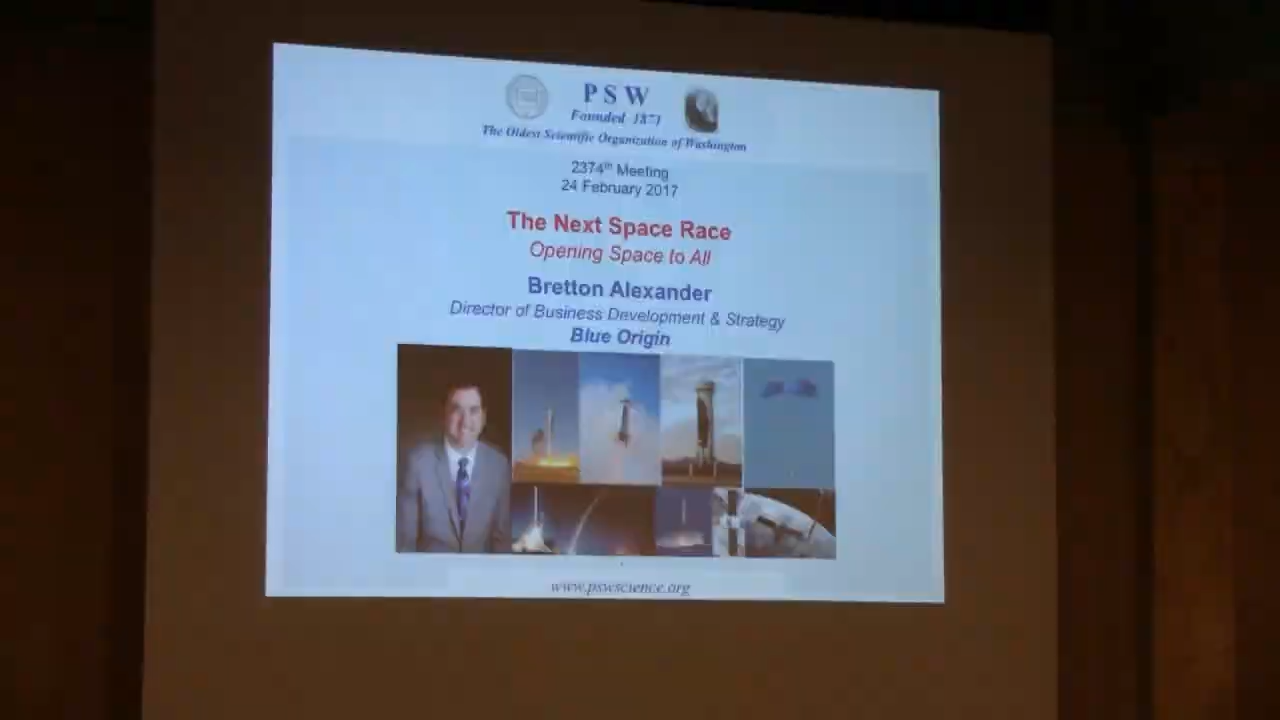 PSW
Founded 1871
The Oldest Scientific Organization of Washington
2374th Meeting
24 February 2017
The Next Space Race
Opening Space to All
Bretton Alexander
Director of Business Development & Strategy
Blue Origin
www.pswscience.org